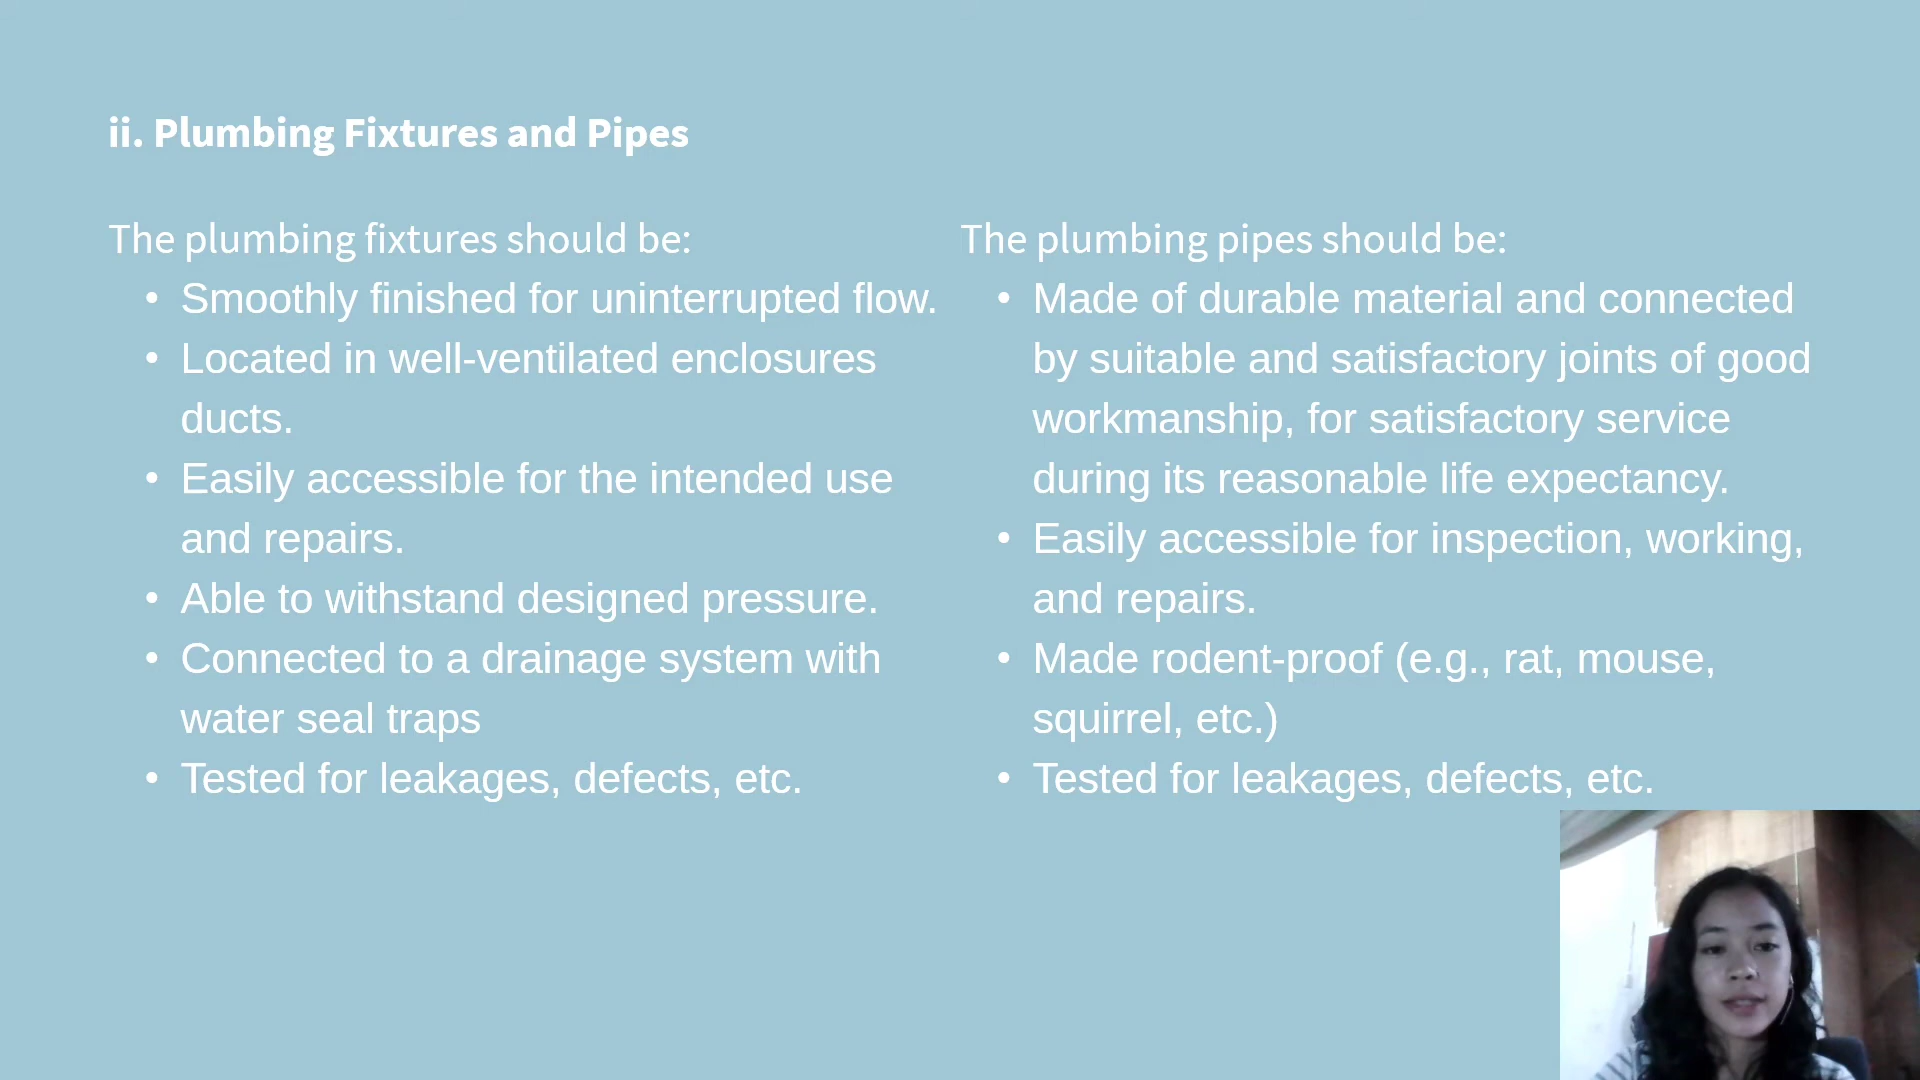 ii. Plumbing Fixtures and Pipes
The plumbing fixtures should be:
• Smoothly finished for uninterrupted flow.
• Located in well-ventilated enclosures
ducts.
• Easily accessible for the intended use
and repairs.
• Able to withstand designed pressure.
• Connected to a drainage system with
water seal traps
• Tested for leakages, defects, etc.
The plumbing pipes should be:
• Made of durable material and connected
by suitable and satisfactory joints of good
workmanship, for satisfactory service
during its reasonable life expectancy.
• Easily accessible for inspection, working,
and repairs.
• Made rodent-proof (e.g., rat, mouse,
squirrel, etc.)
• Tested for leakages, defects, etc.